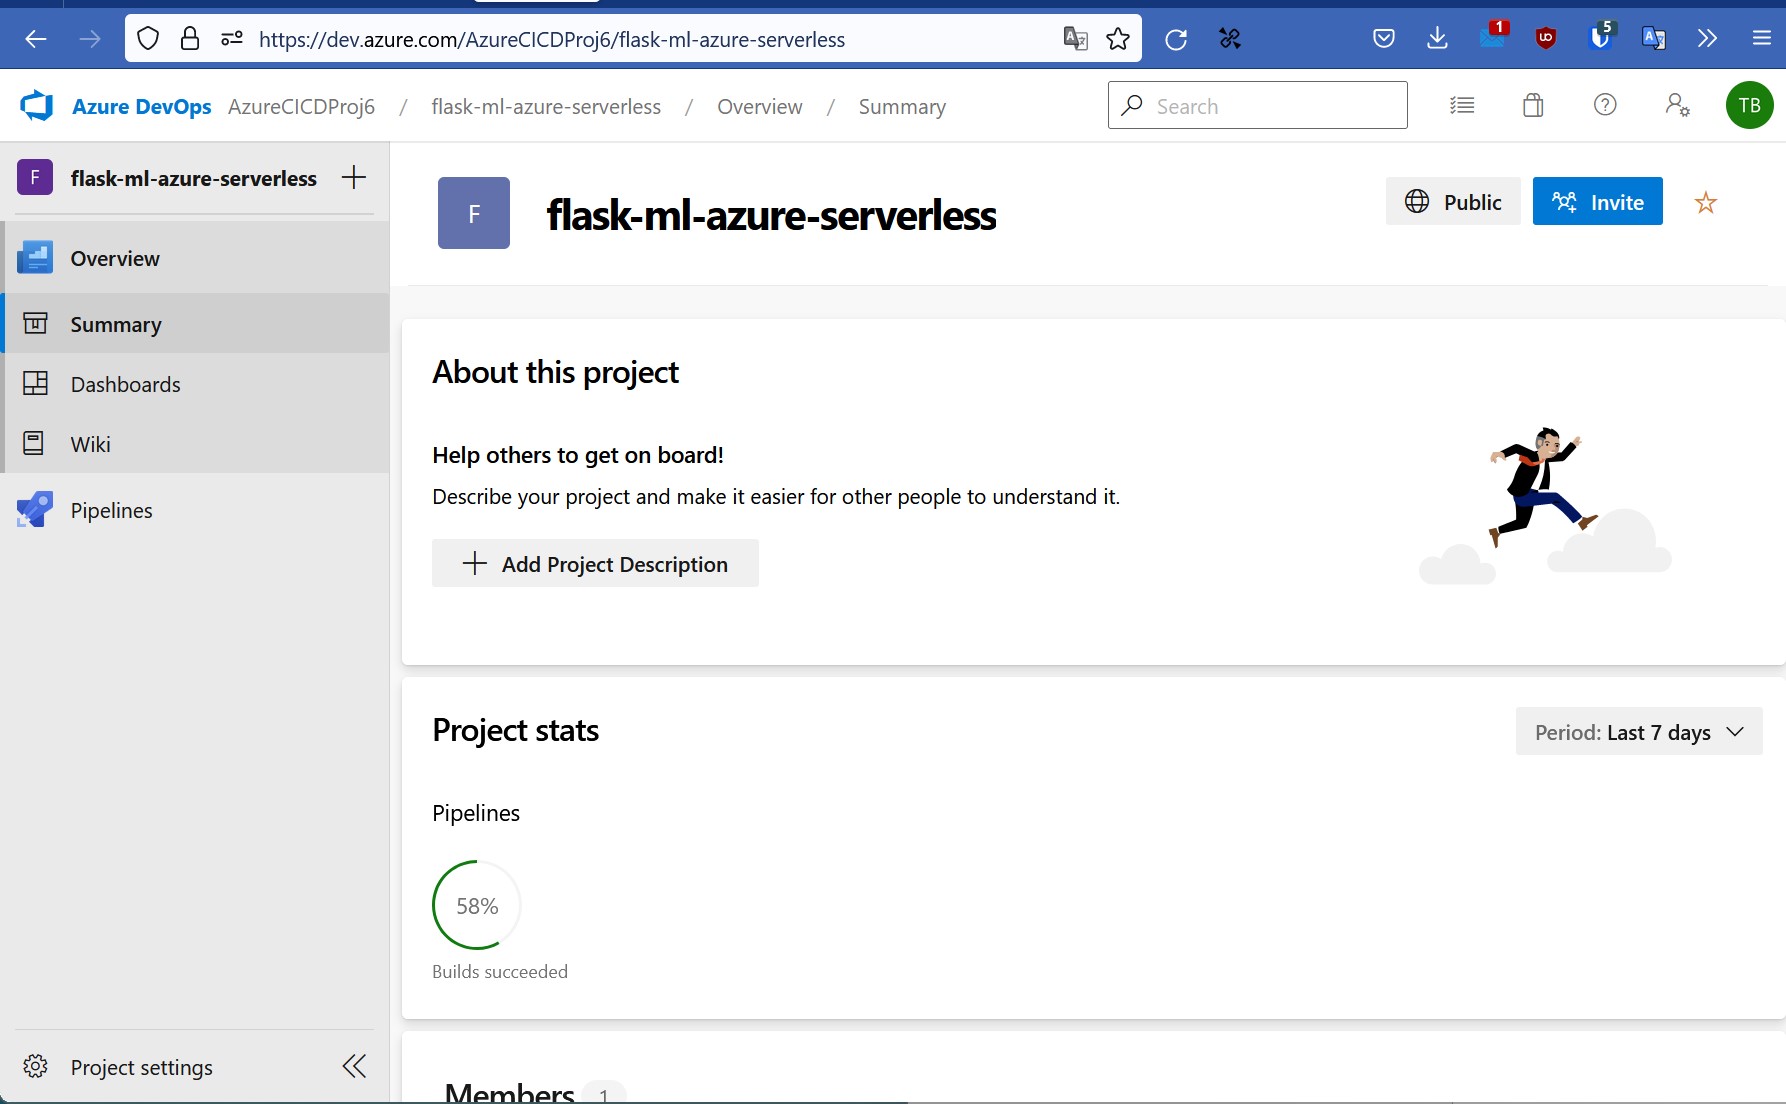 https://dev.azure.com/AzureCICDProj6/flask-ml-azure-serverless
1
5
Azure DevOps AzureCICDProj6 / flask-ml-azure-serverless / Overview / Summary
Search
TB
F flask-ml-azure-serverless
Overview
Summary
Dashboards
Wiki
Pipelines
Project settings
F
flask-ml-azure-serverless
Public
Invite
About this project
Help others to get on board!
Describe your project and make it easier for other people to understand it.
Add Project Description
Project stats
Period: Last 7 days
Pipelines
58%
Builds succeeded
Members 1